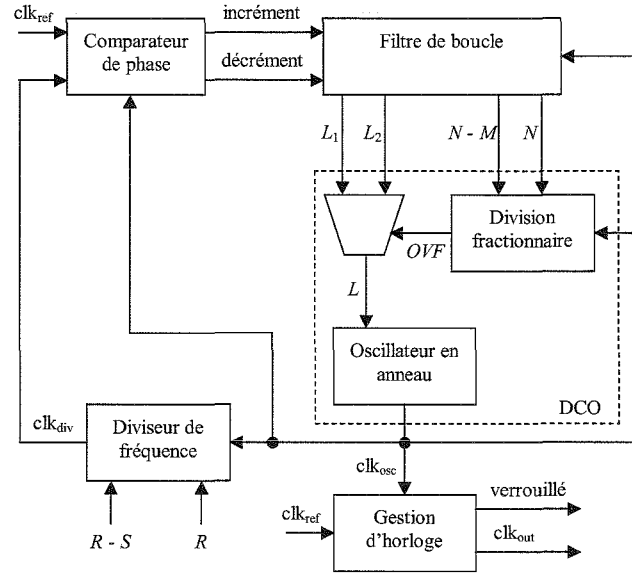 clkref
incrément
Comparateur
de phase
décrément
Filtre de boucle
L1
L2
N - M
N
Division
fractionnaire
OVF
L
Oscillateur en
anneau
DCO
clkdiv
Diviseur de
fréquence
clkosc
R - S
R
clkref
Gestion
d'horloge
verrouillé
clkout